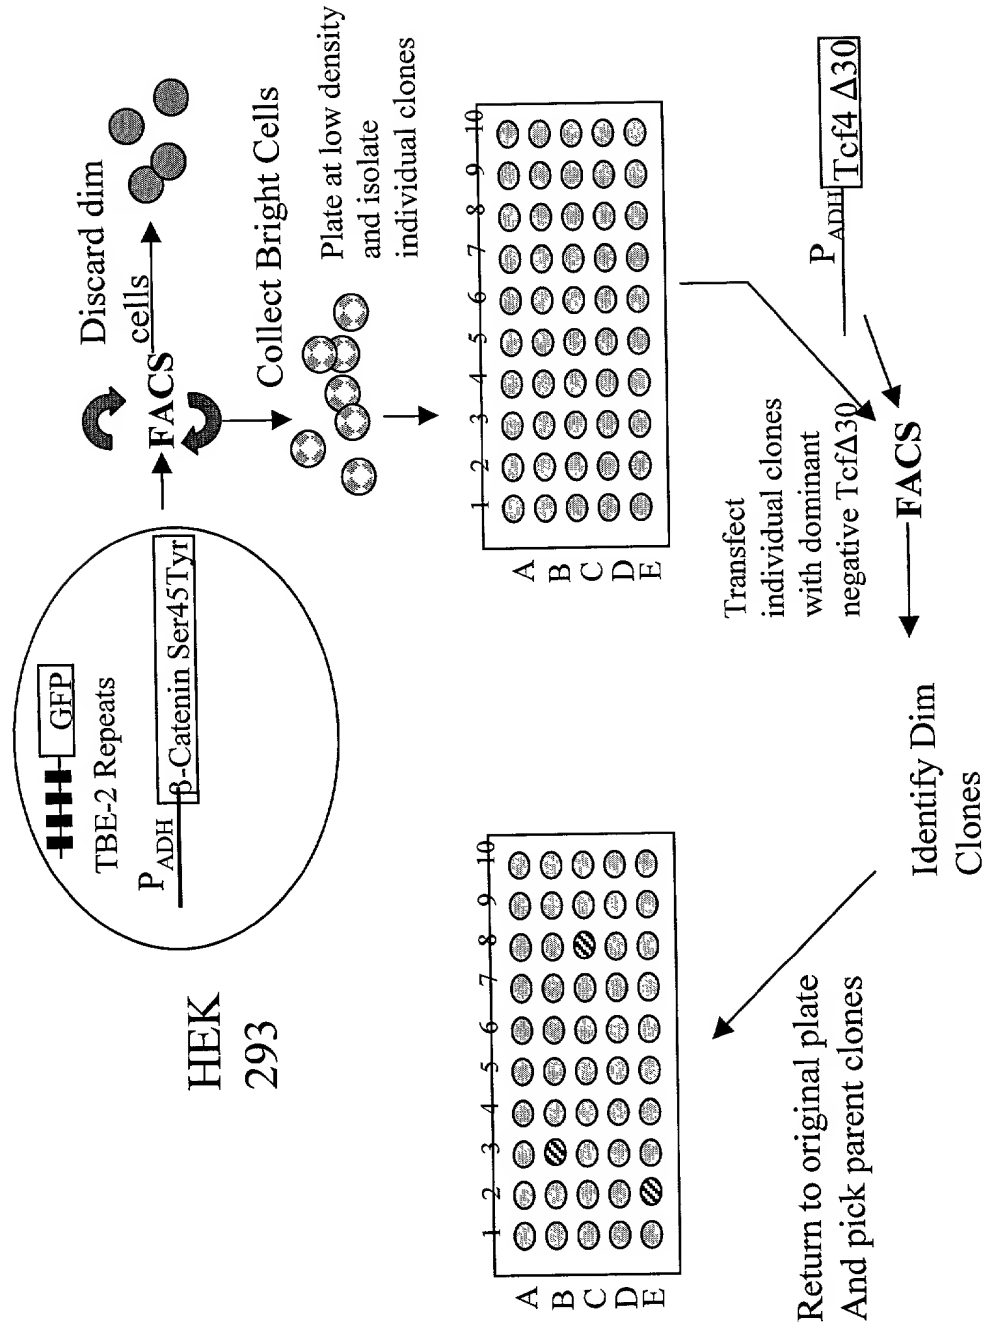 HEK
293
GFP
TBE-2 Repeats
P ADH
β-Catenin Ser45Tyr
FACS
Discard dim
cells
Collect Bright Cells
Plate at low density
and isolate
individual clones
1 2 3 4 5 6 7 8 9 10
A
B
C
D
E
Transfect
individual clones
with dominant
negative TcfΔ30
P ADH
Tcf4 Δ30
FACS
Identify Dim
Clones
Return to original plate
And pick parent clones
1 2 3 4 5 6 7 8 9 10
A
B
C
D
E